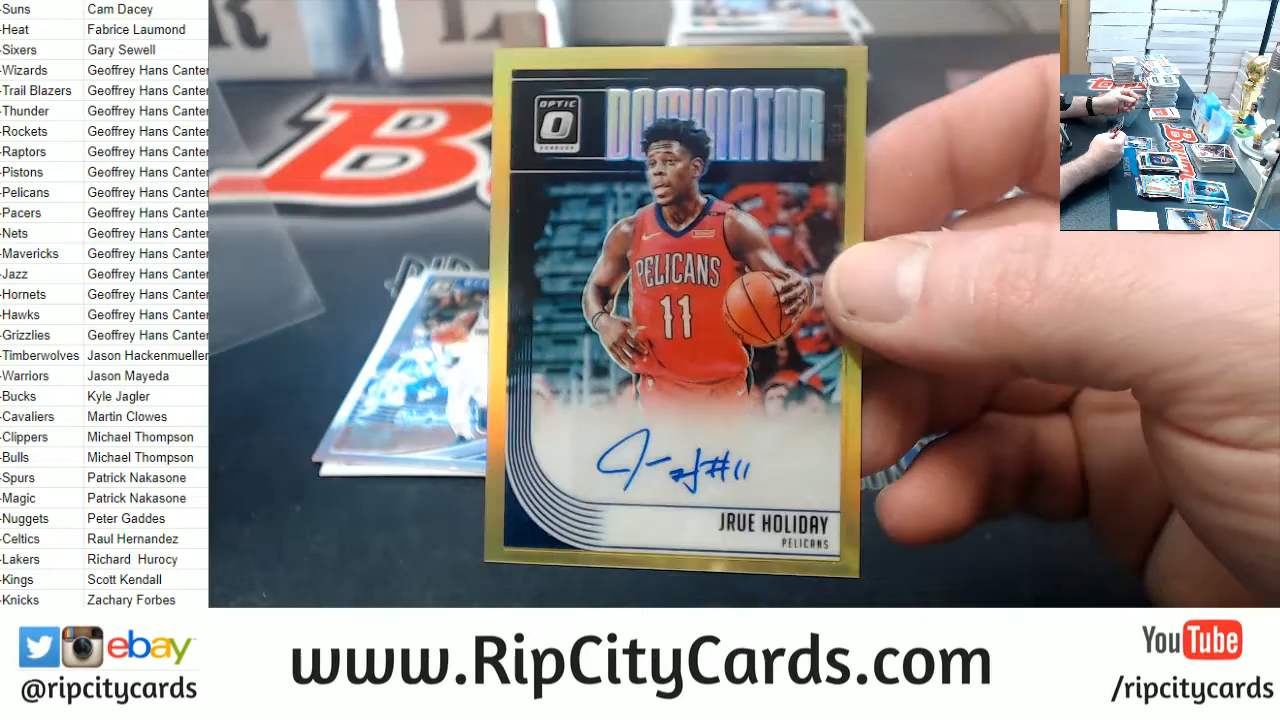 -Suns Cam Dacey
-Heat Fabrice Laumond
-Sixers Gary Sewell
-Wizards Geoffrey Hans Canter
-Trail Blazers Geoffrey Hans Canter
-Thunder Geoffrey Hans Canter
-Rockets Geoffrey Hans Canter
-Raptors Geoffrey Hans Canter
-Pistons Geoffrey Hans Canter
-Pelicans Geoffrey Hans Canter
-Pacers Geoffrey Hans Canter
-Nets Geoffrey Hans Canter
-Mavericks Geoffrey Hans Canter
-Jazz Geoffrey Hans Canter
-Hornets Geoffrey Hans Canter
-Hawks Geoffrey Hans Canter
-Grizzlies Geoffrey Hans Canter
-Timberwolves Jason Hackenmueller
-Warriors Jason Mayeda
-Bucks Kyle Jagler
-Cavaliers Martin Clowes
-Clippers Michael Thompson
-Bulls Michael Thompson
-Spurs Patrick Nakasone
-Magic Patrick Nakasone
-Nuggets Peter Gaddes
-Celtics Raul Hernandez
-Lakers Richard Hurocy
-Kings Scott Kendall
-Knicks Zachary Forbes
OPTIC
DONRUSS
DOMINATOR
PELICANS
11
#11
JRUE HOLIDAY
PELICANS
Bowm
ebay
@ripcitycards
www.RipCityCards.com
YouTube
/ripcitycards